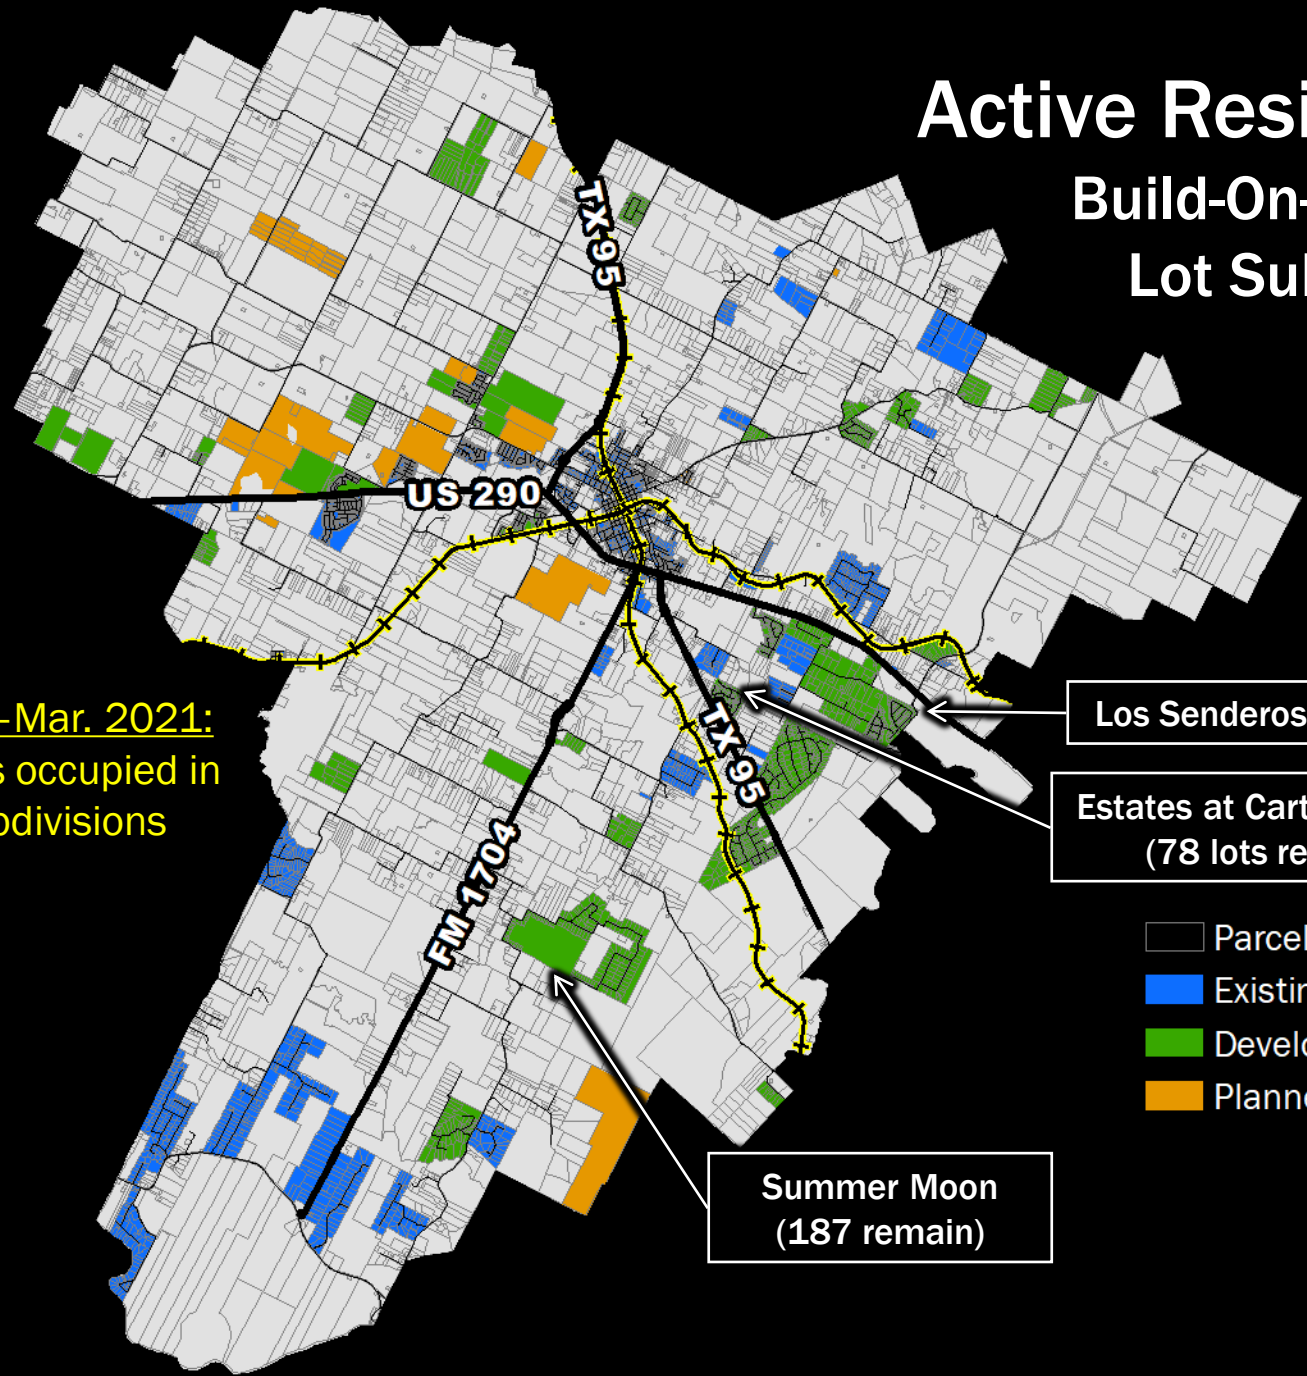 Active Resi
Build-On-
Lot Sul
TX 95
US 290
-Mar. 2021:
s occupied in
odivisions
TX 95
FM 1704
Los Senderos
Estates at Cart
(78 lots re
Parcel
Existin
Develo
Planne
Summer Moon
(187 remain)